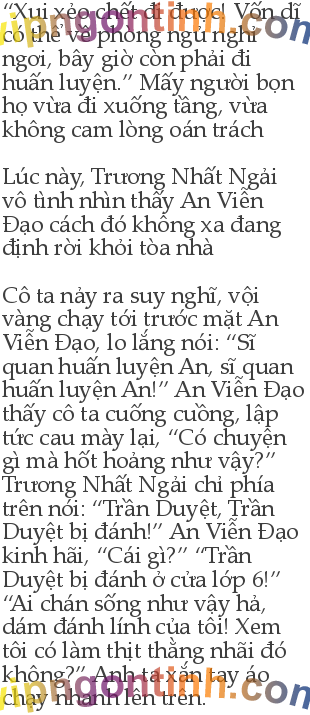 “Xui xẻo chết đi được! Vốn dĩ
có thể về phòng ngủ nghỉ
ngơi, bây giờ còn phải đi
huấn luyện.” Mấy người bọn
họ vừa đi xuống tầng, vừa
không cam lòng oán trách
Lúc này, Trương Nhất Ngải
vô tình nhìn thấy An Viễn
Đạo cách đó không xa đang
định rời khỏi tòa nhà
Cô ta nảy ra suy nghĩ, vội
vàng chạy tới trước mặt An
Viễn Đạo, lo lắng nói: “Sĩ
quan huấn luyện An, sĩ quan
huấn luyện An!” An Viễn Đạo
thấy cô ta cuống cuồng, lập
tức cau mày lại, “Có chuyện
gì mà hốt hoảng như vậy?”
Trương Nhất Ngải chỉ phía
trên nói: “Trần Duyệt, Trần
Duyệt bị đánh!” An Viễn Đạo
kinh hãi, “Cái gì?” “Trần
Duyệt bị đánh ở cửa lớp 6!”
“Ai chán sống như vậy hả,
dám đánh lính của tôi! Xem
tôi có làm thịt thằng nhãi đó
không?” Anh ta xắn tay áo
chạy nhanh lên trên.
vipngontinh.com
vipngontinh.com